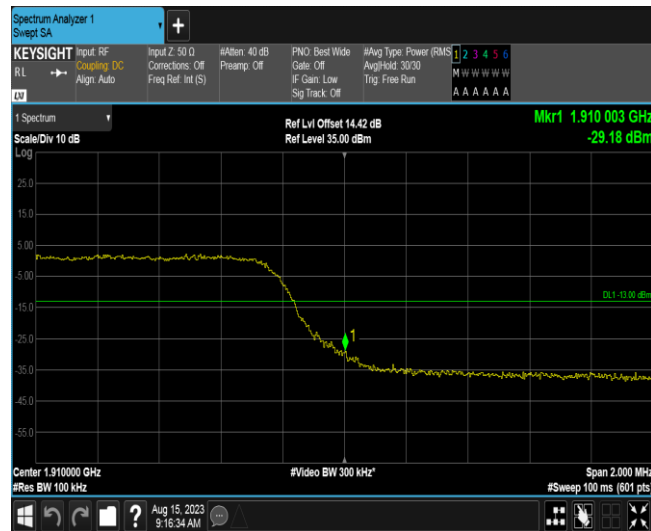 Spectrum Analyzer 1
Swept SA
+
KEYSIGHT
RL
LXI
Input: RF
Coupling: DC
Align: Auto
Input Z: 50 Ω
Corrections: Off
Freq Ref: Int (S)
#Atten: 40 dB
Preamp: Off
PNO: Best Wide
Gate: Off
IF Gain: Low
Sig Track: Off
#Avg Type: Power (RMS
Avg|Hold: 30/30
Trig: Free Run
1 2 3 4 5 6
M W W W W W
A A A A A A
1 Spectrum
Scale/Div 10 dB
Ref Lvl Offset 14.42 dB
Ref Level 35.00 dBm
Mkr1 1.910 003 GHz
-29.18 dBm
Log
25.0
15.0
5.00
-5.00
-15.0
-25.0
-35.0
-45.0
-55.0
DL1 -13.00 dBm
1
Center 1.910000 GHz
#Res BW 100 kHz
#Video BW 300 kHz*
Span 2.000 MHz
#Sweep 100 ms (601 pts)
?
Aug 15, 2023
9:16:34 AM